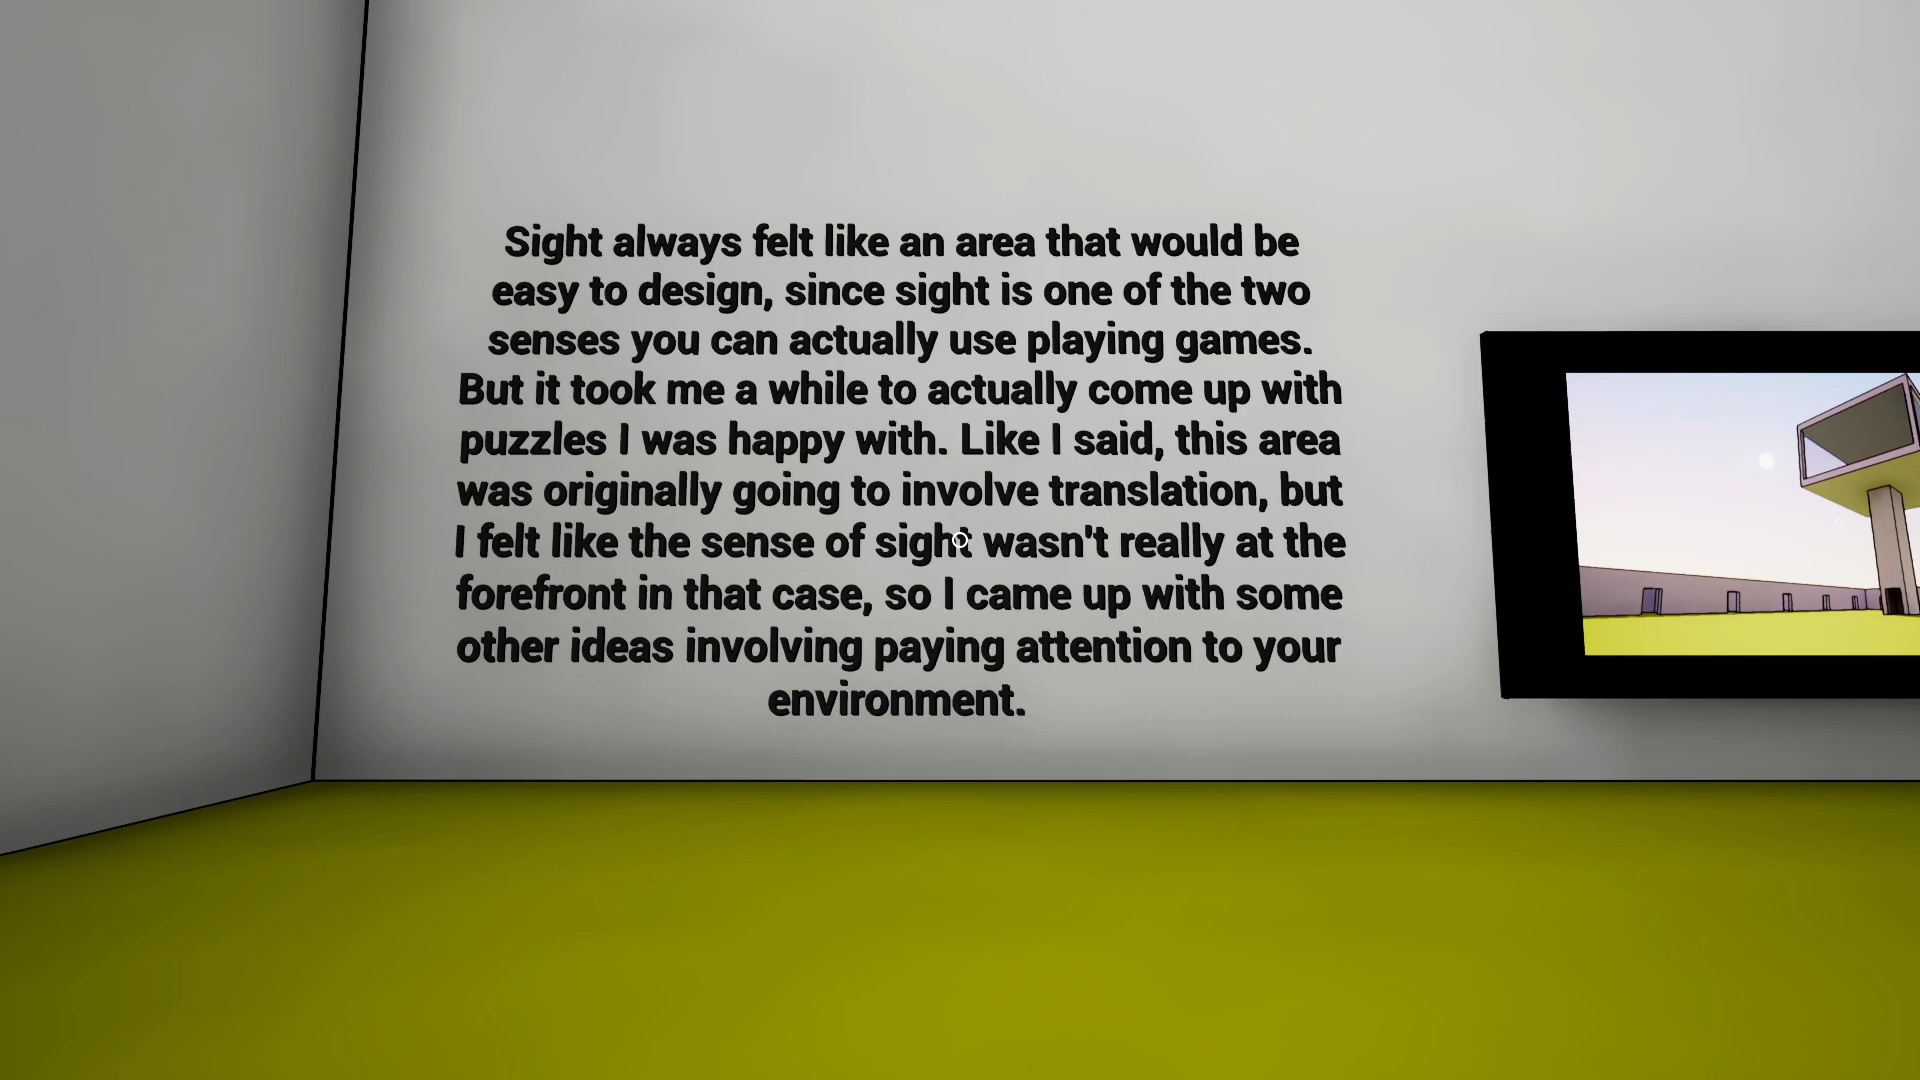 Sight always felt like an area that would be
easy to design, since sight is one of the two
senses you can actually use playing games.
But it took me a while to actually come up with
puzzles I was happy with. Like I said, this area
was originally going to involve translation, but
I felt like the sense of sight wasn't really at the
forefront in that case, so I came up with some
other ideas involving paying attention to your
environment.